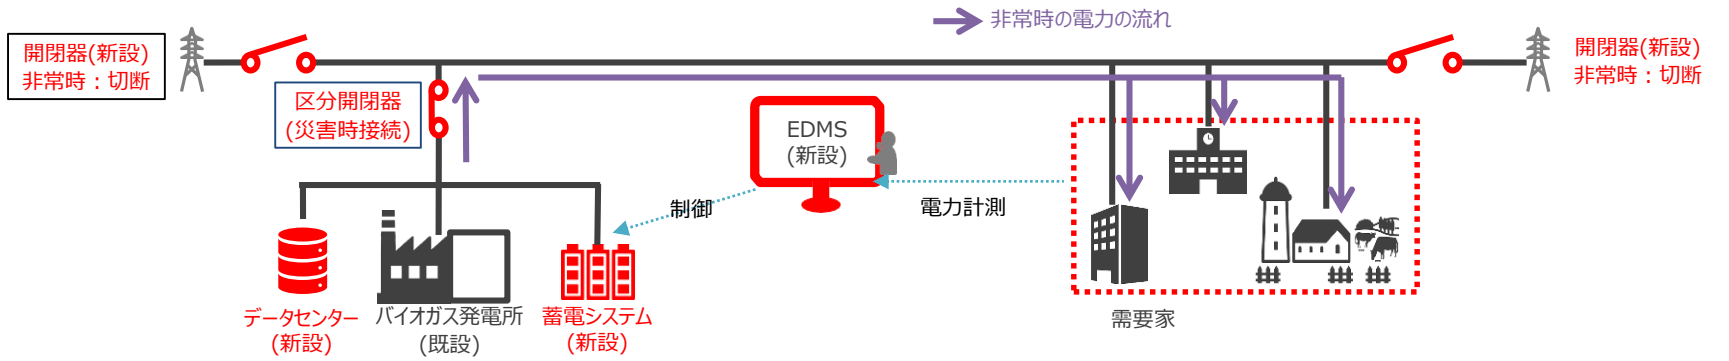 非常時の電力の流れ
開閉器(新設)
非常時：切断
開閉器(新設)
非常時：切断
区分開閉器
(災害時接続)
EDMS
(新設)
制御
電力計測
データセンター
(新設)
バイオガス発電所
(既設)
蓄電システム
(新設)
需要家